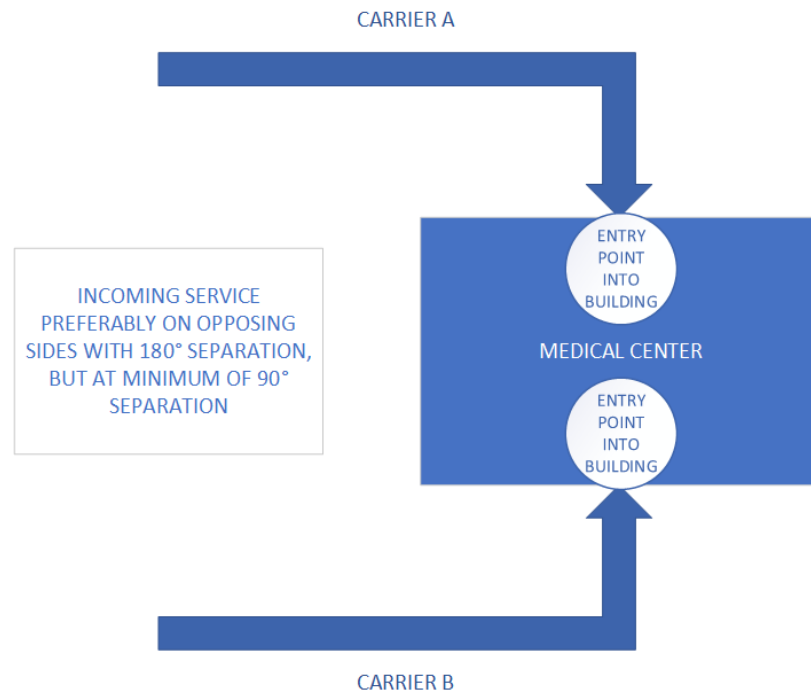 CARRIER A
ENTRY
POINT
INTO
BUILDING
INCOMING SERVICE
PREFERABLY ON OPPOSING
SIDES WITH 180° SEPARATION,
BUT AT MINIMUM OF 90°
SEPARATION
MEDICAL CENTER
ENTRY
POINT
INTO
BUILDING
CARRIER B